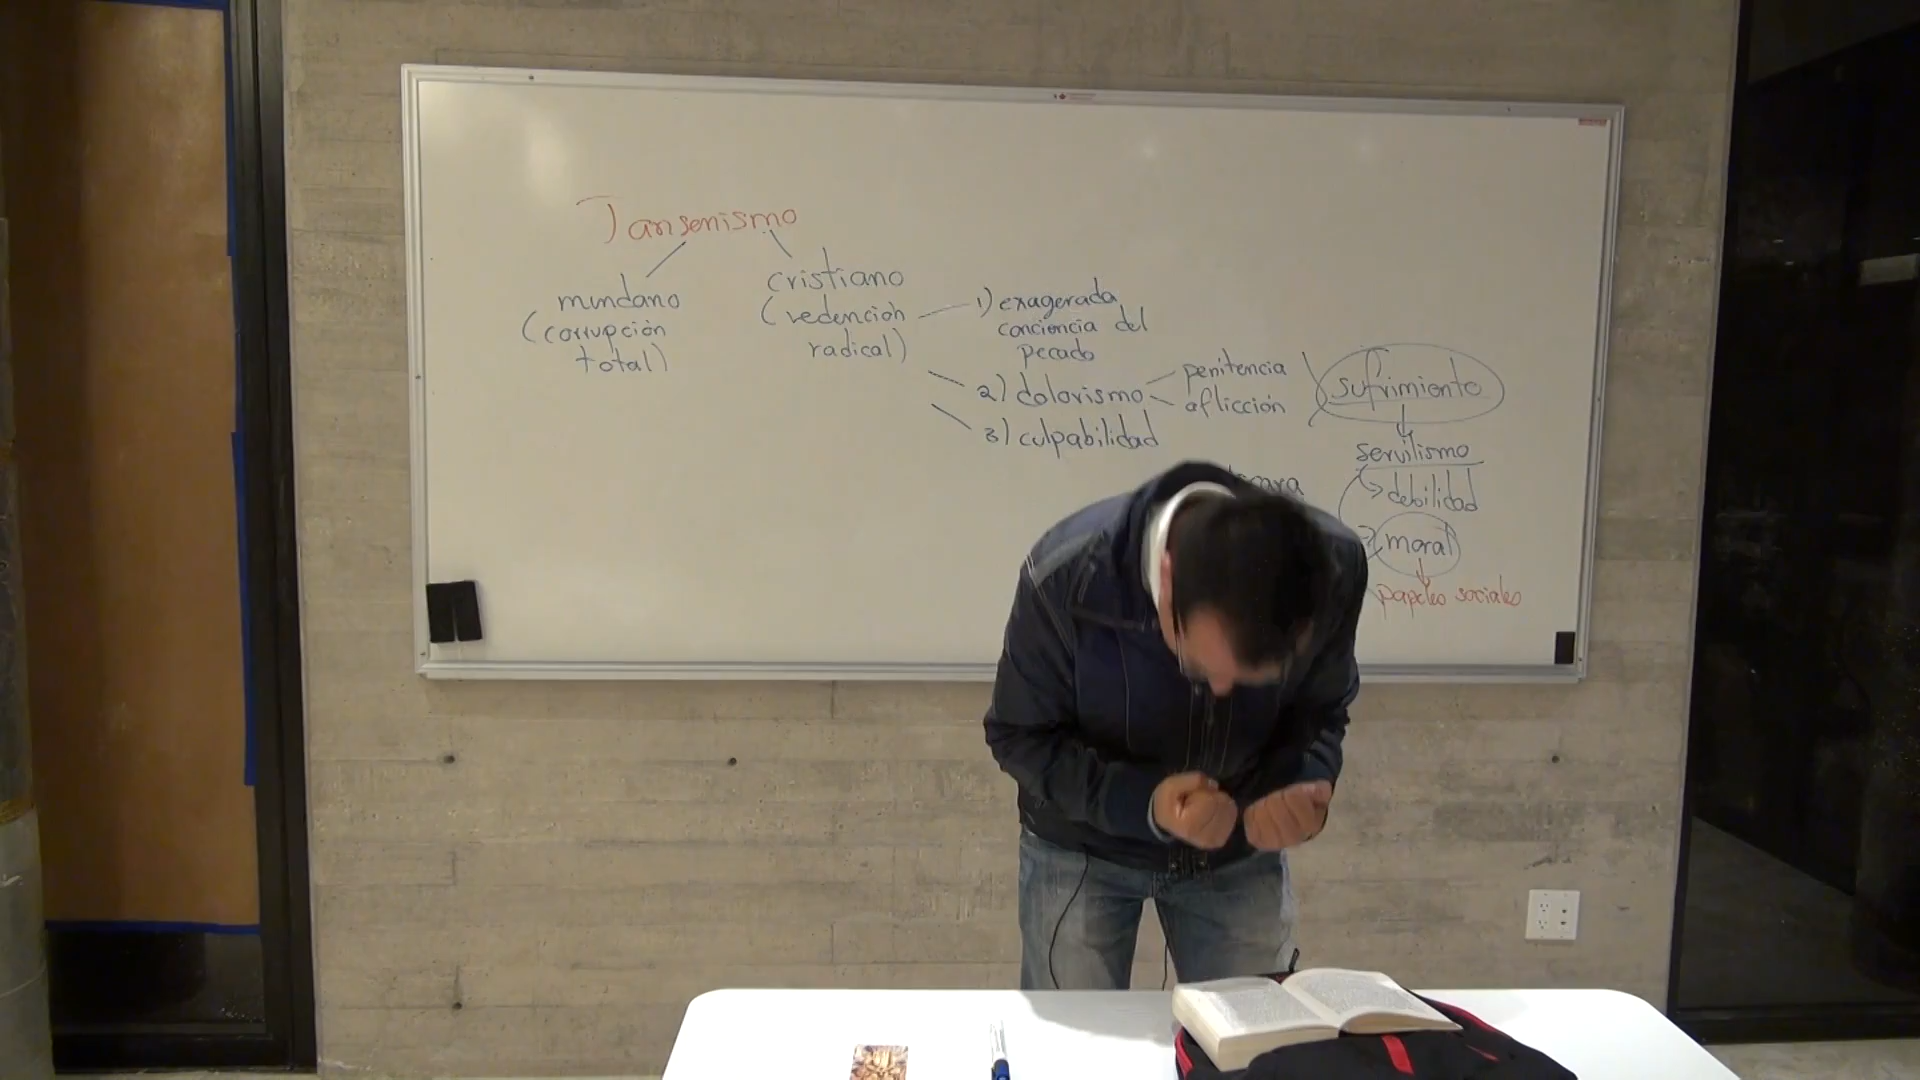 Jansenismo
mundano
(corrupción
total)
cristiano
(redención
radical)
1) exagerada
conciencia del
pecado
2) dolorismo
3) culpabilidad
penitencia
aflicción
sufrimiento
servilismo
debilidad
moral
papeles sociales